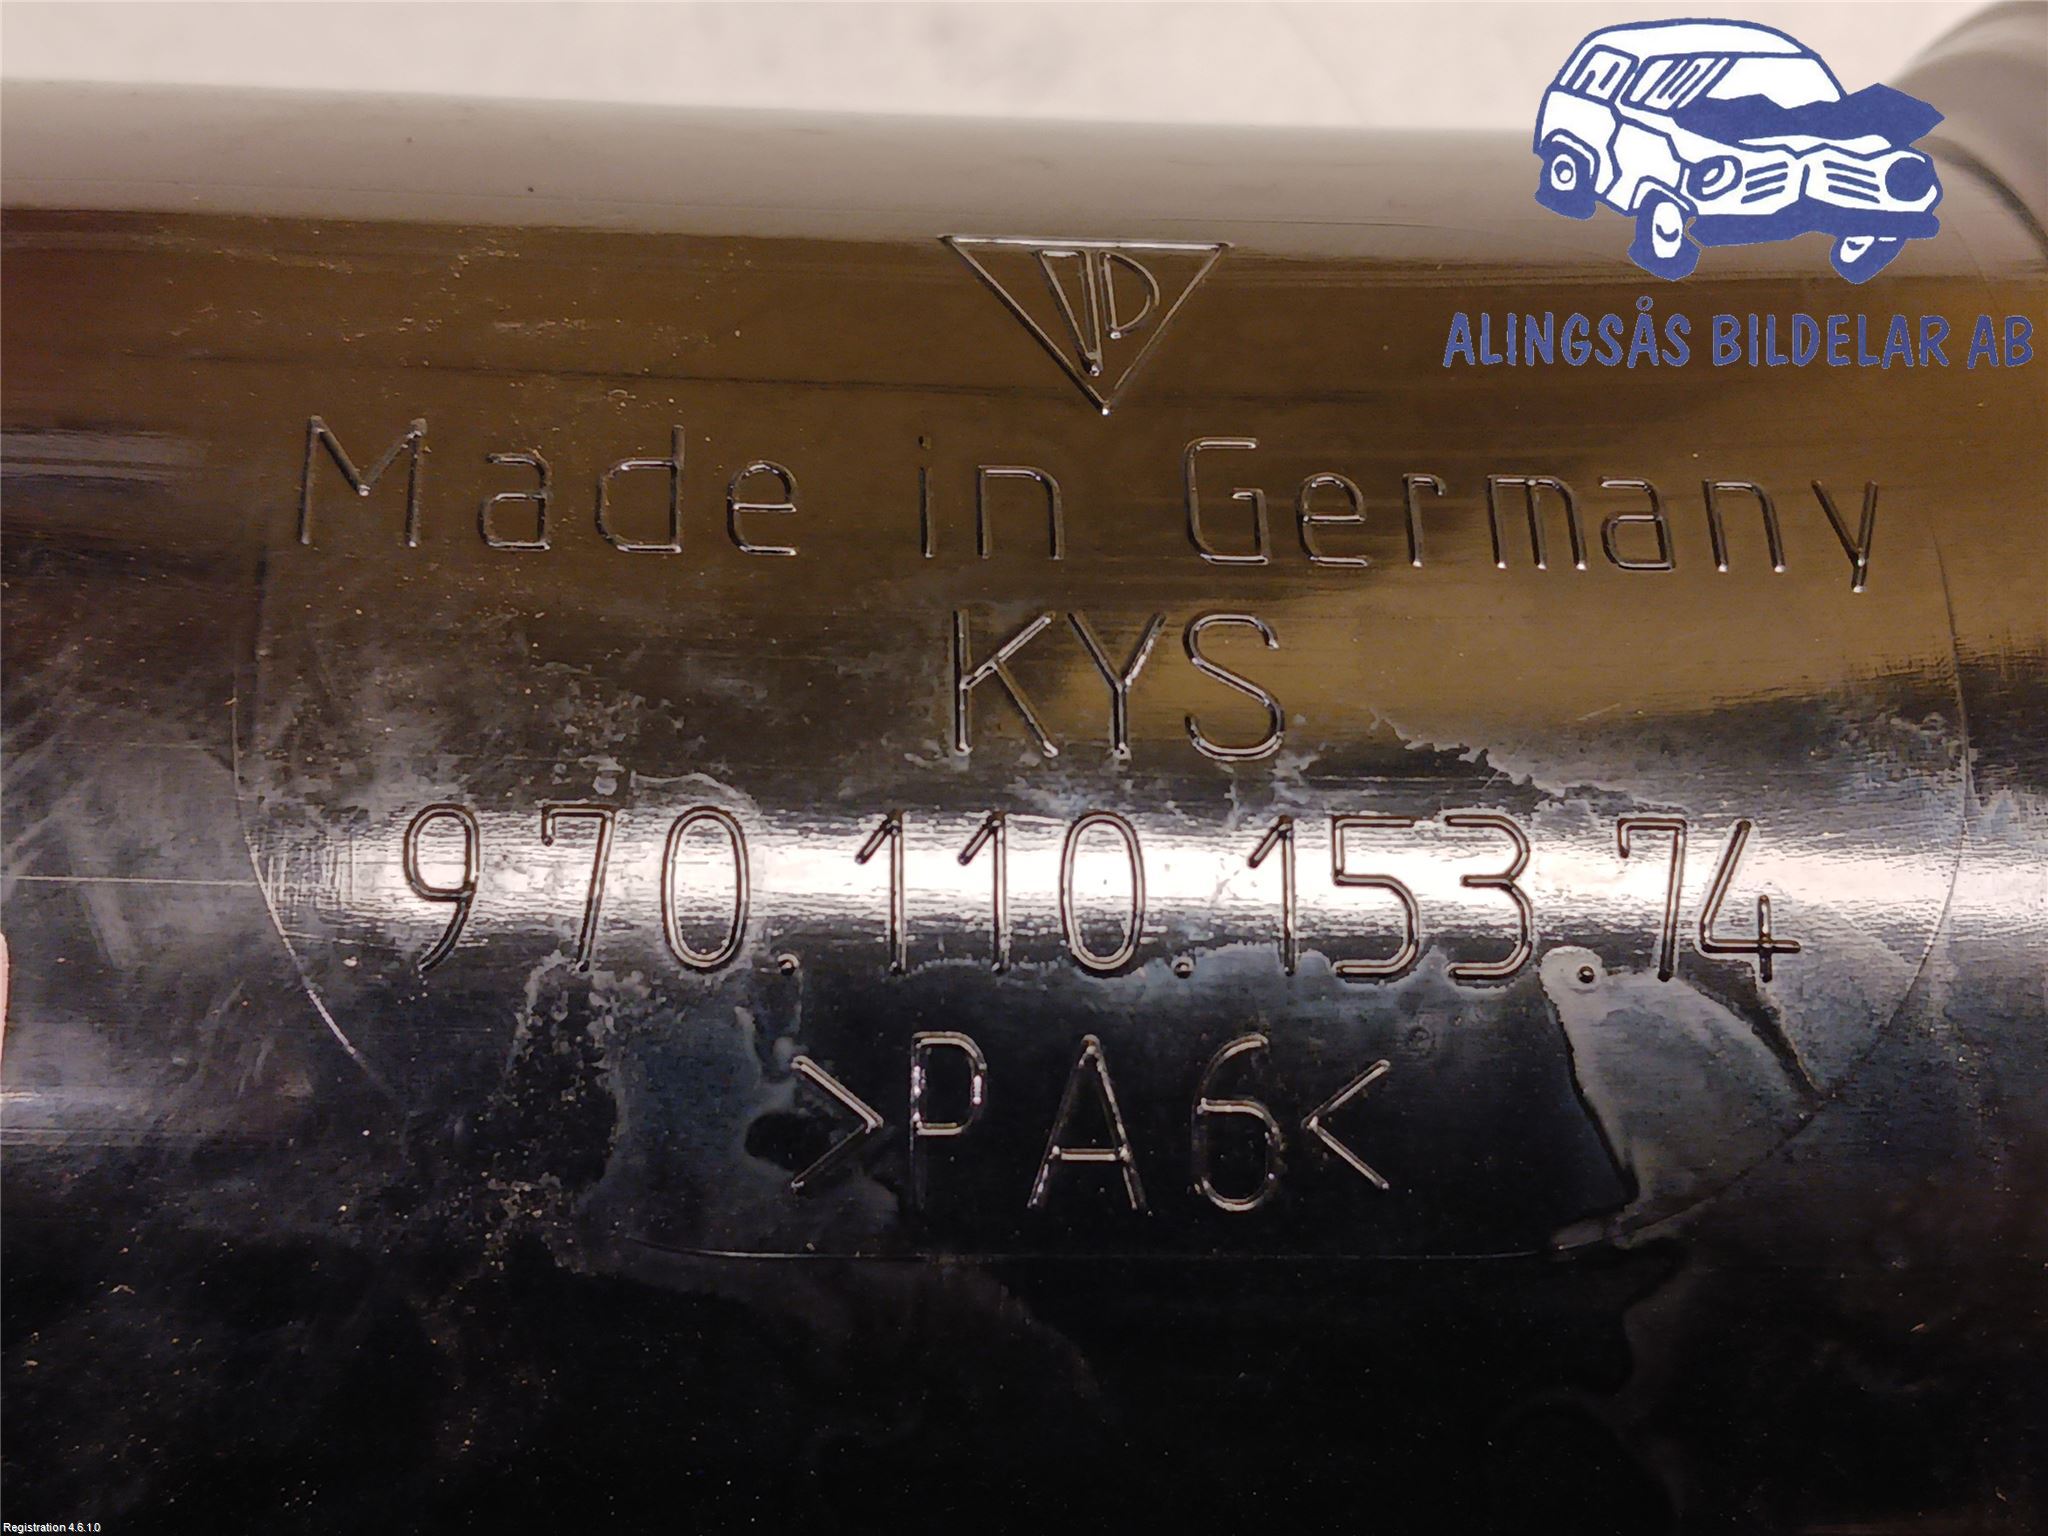 ALINGSÅS BILDELAR AB
Made in Germany
KYS
970.110.153.74
>PA6<
Registration 4.6.1.0